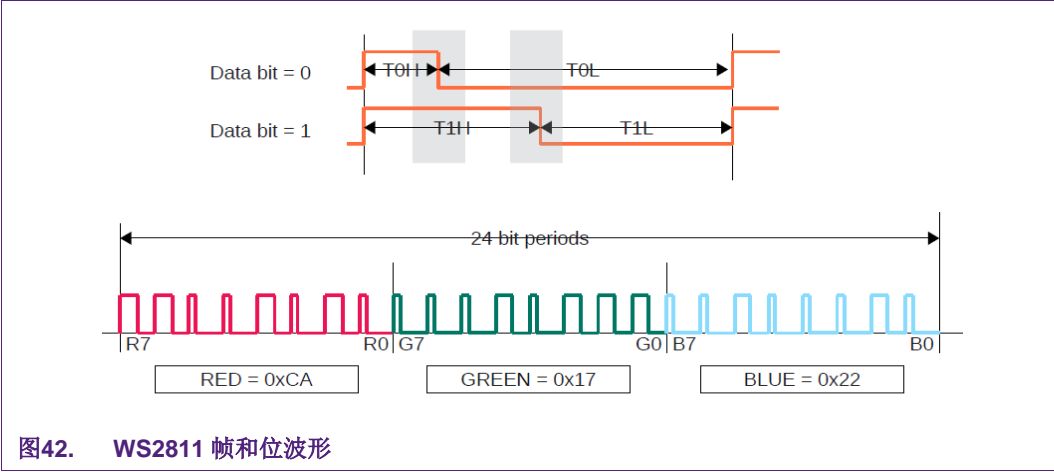 Data bit = 0
T0H
T0L
Data bit = 1
T1H
T1L
24 bit periods
R7 R0 G7 G0 B7 B0
RED = 0xCA GREEN = 0x17 BLUE = 0x22
图42. WS2811 帧和位波形